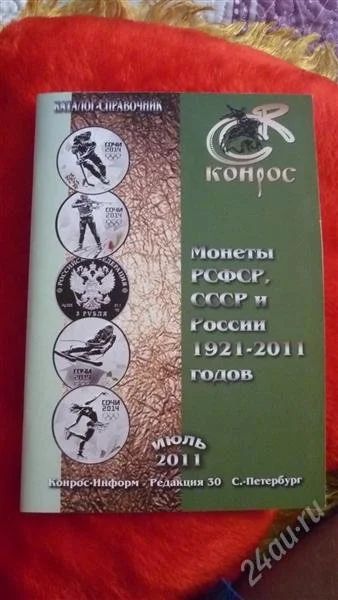 КАТАЛОГ-СПРАВОЧНИК
КОНРОС
СОЧИ
2014
СОЧИ
2014
3 РУБЛЯ
СОЧИ
2014
СОЧИ
2014
Монеты
РСФСР,
СССР и
России
1921-2011
годов
июль
2011
Конрос-Информ . Редакция 30 С.-Петербург
24au.ru